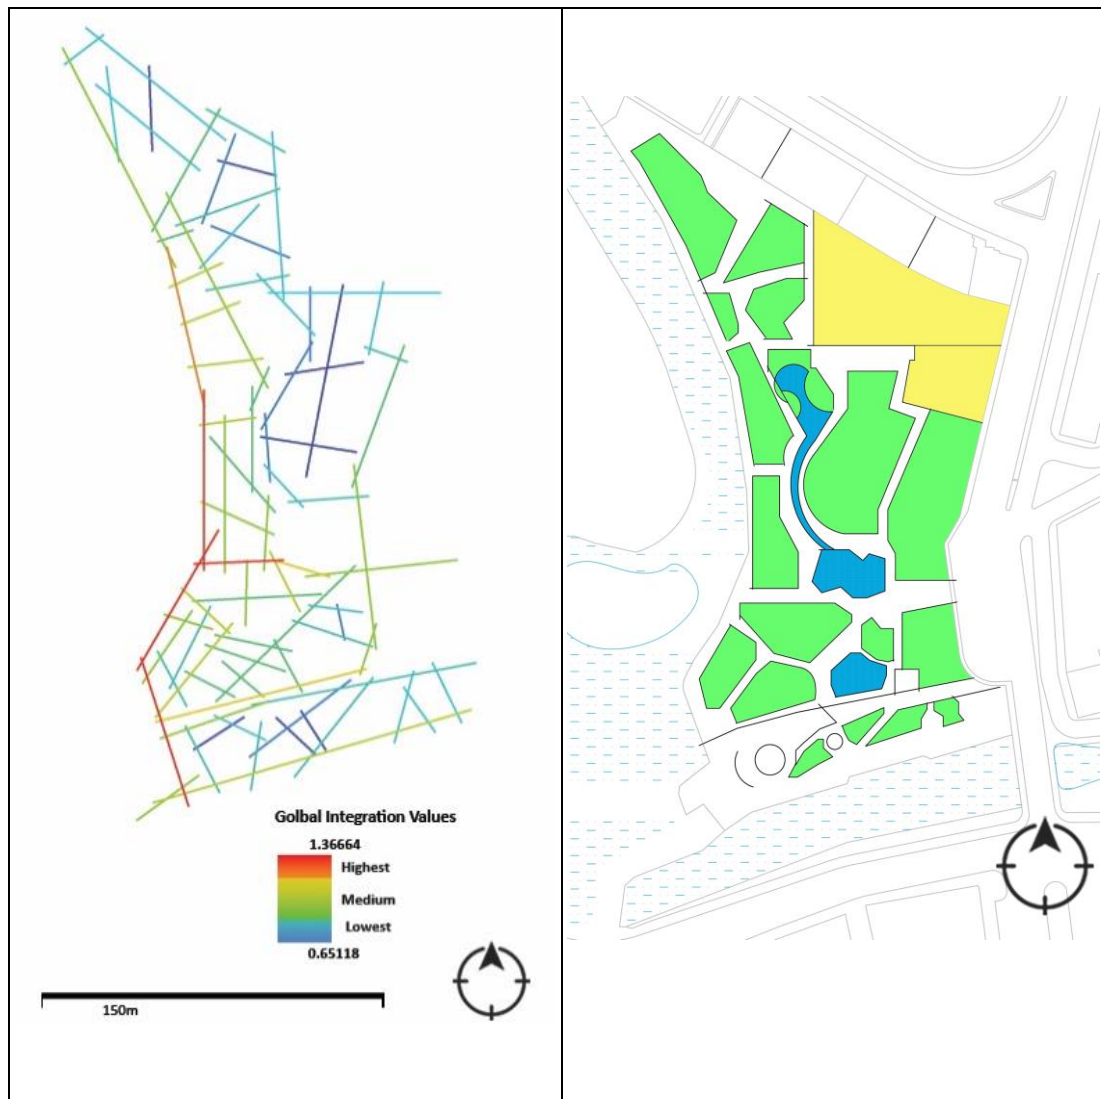 Golbal Integration Values
1.36664
Highest
Medium
Lowest
0.65118
150m